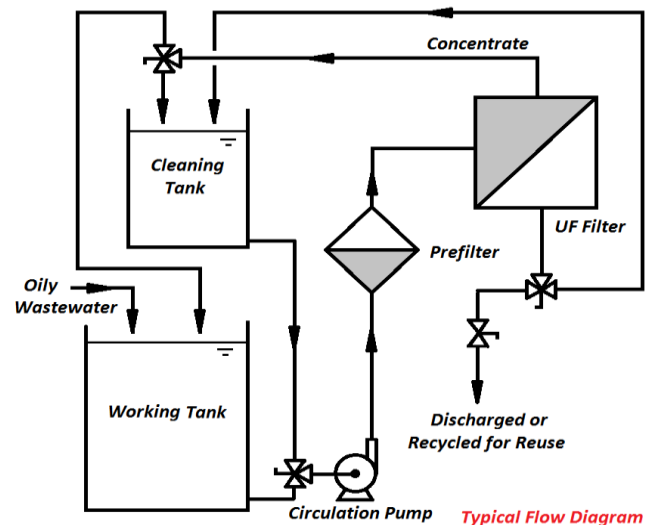 Concentrate
Cleaning
Tank
UF Filter
Prefilter
Oily
Wastewater
Working Tank
Discharged or
Recycled for Reuse
Circulation Pump
Typical Flow Diagram